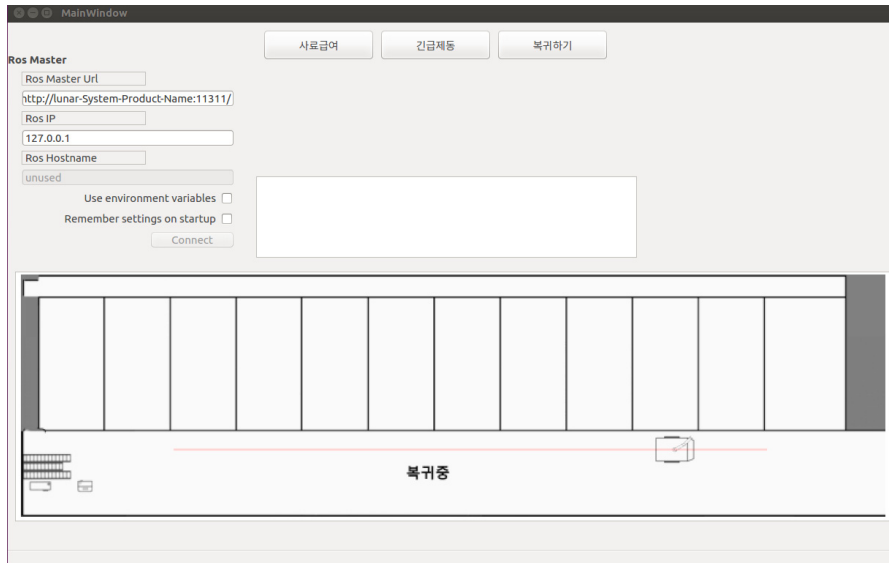 MainWindow
사료급여
긴급제동
복귀하기
Ros Master
Ros Master Url
http://lunar-System-Product-Name:11311/
Ros IP
127.0.0.1
Ros Hostname
unused
Use environment variables
Remember settings on startup
Connect
복귀중